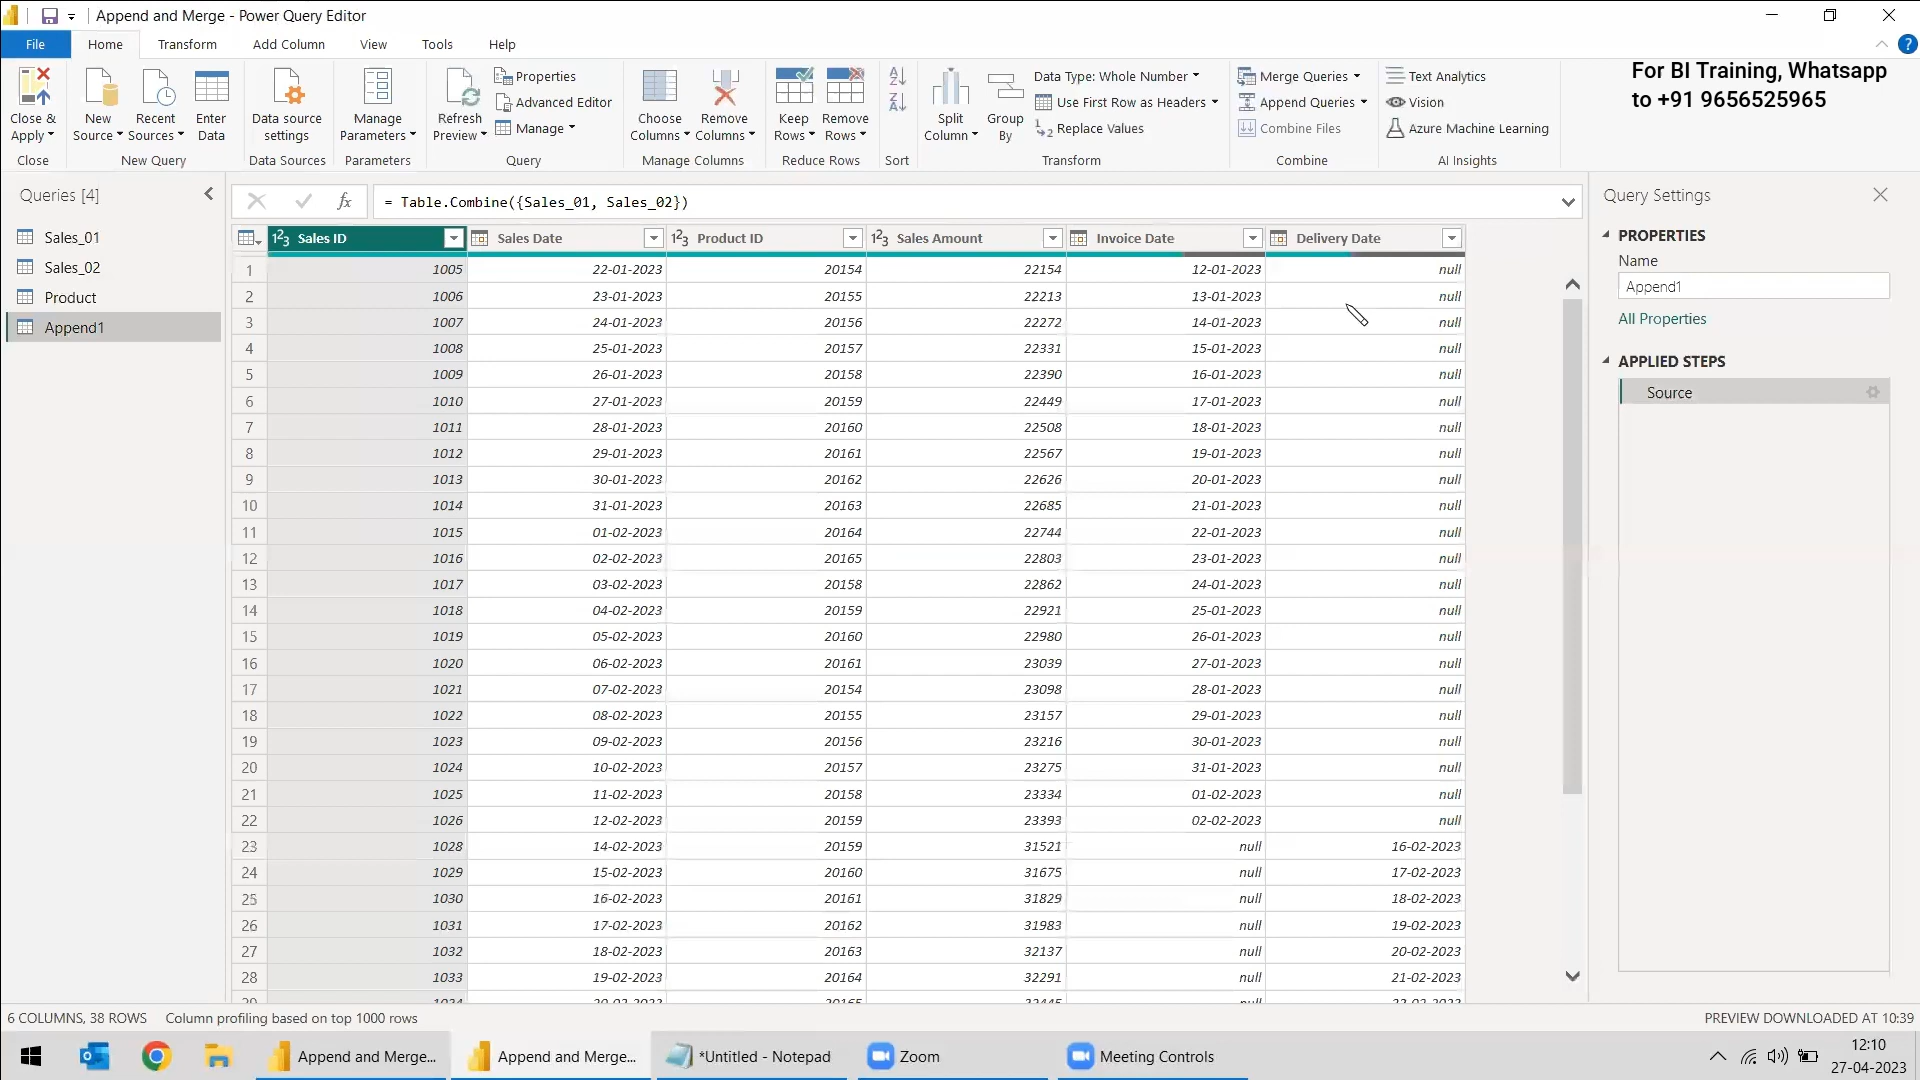 Append and Merge - Power Query Editor
File Home Transform Add Column View Tools Help
Close & Apply
New Source
Recent Sources
Enter Data
Data source settings
Manage Parameters
Refresh Preview
Properties
Advanced Editor
Manage
Choose Columns
Remove Columns
Keep Rows
Remove Rows
Split Column
Group By
Data Type: Whole Number
Use First Row as Headers
Replace Values
Merge Queries
Append Queries
Combine Files
Text Analytics
Vision
Azure Machine Learning
Close New Query Data Sources Parameters Query Manage Columns Reduce Rows Sort Transform Combine AI Insights
For BI Training, Whatsapp
to +91 9656525965
Queries [4]
Sales_01
Sales_02
Product
Append1
fx = Table.Combine({Sales_01, Sales_02})
Sales ID Sales Date Product ID Sales Amount Invoice Date Delivery Date
1 1005 22-01-2023 20154 22154 12-01-2023 null
2 1006 23-01-2023 20155 22213 13-01-2023 null
3 1007 24-01-2023 20156 22272 14-01-2023 null
4 1008 25-01-2023 20157 22331 15-01-2023 null
5 1009 26-01-2023 20158 22390 16-01-2023 null
6 1010 27-01-2023 20159 22449 17-01-2023 null
7 1011 28-01-2023 20160 22508 18-01-2023 null
8 1012 29-01-2023 20161 22567 19-01-2023 null
9 1013 30-01-2023 20162 22626 20-01-2023 null
10 1014 31-01-2023 20163 22685 21-01-2023 null
11 1015 01-02-2023 20164 22744 22-01-2023 null
12 1016 02-02-2023 20165 22803 23-01-2023 null
13 1017 03-02-2023 20158 22862 24-01-2023 null
14 1018 04-02-2023 20159 22921 25-01-2023 null
15 1019 05-02-2023 20160 22980 26-01-2023 null
16 1020 06-02-2023 20161 23039 27-01-2023 null
17 1021 07-02-2023 20154 23098 28-01-2023 null
18 1022 08-02-2023 20155 23157 29-01-2023 null
19 1023 09-02-2023 20156 23216 30-01-2023 null
20 1024 10-02-2023 20157 23275 31-01-2023 null
21 1025 11-02-2023 20158 23334 01-02-2023 null
22 1026 12-02-2023 20159 23393 02-02-2023 null
23 1028 14-02-2023 20159 31521 null 16-02-2023
24 1029 15-02-2023 20160 31675 null 17-02-2023
25 1030 16-02-2023 20161 31829 null 18-02-2023
26 1031 17-02-2023 20162 31983 null 19-02-2023
27 1032 18-02-2023 20163 32137 null 20-02-2023
28 1033 19-02-2023 20164 32291 null 21-02-2023
Query Settings
PROPERTIES
Name
Append1
All Properties
APPLIED STEPS
Source
6 COLUMNS, 38 ROWS Column profiling based on top 1000 rows PREVIEW DOWNLOADED AT 10:39
Append and Merge... Append and Merge... *Untitled - Notepad Zoom Meeting Controls
12:10
27-04-2023